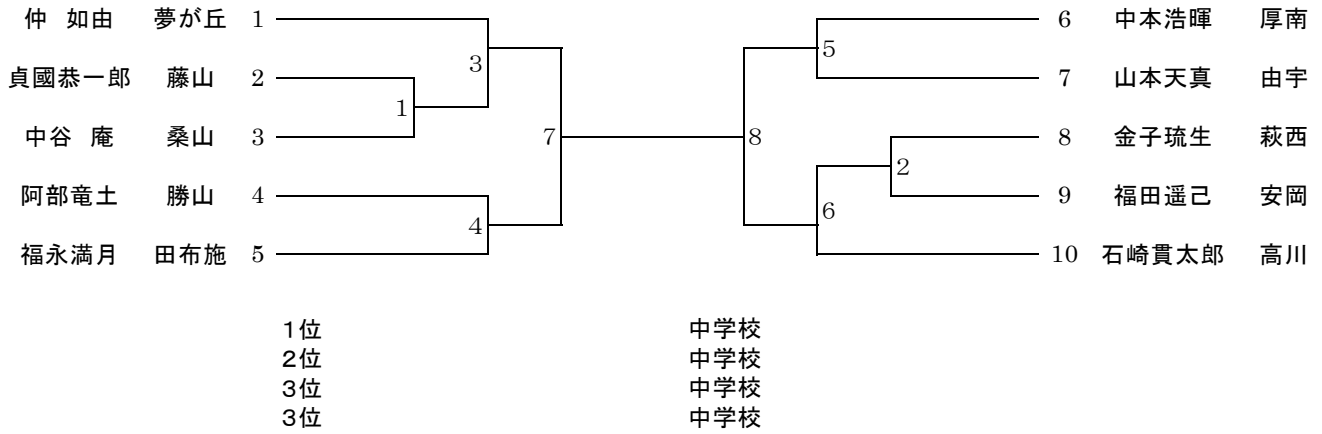 仲 如由 夢が丘 1
貞國恭一郎 藤山 2
中谷 庵 桑山 3
阿部竜土 勝山 4
福永満月 田布施 5
3
1
7
4
8
5
2
6
6 中本浩暉 厚南
7 山本天真 由宇
8 金子琉生 萩西
9 福田遥己 安岡
10 石崎貫太郎 高川
1位 中学校
2位 中学校
3位 中学校
3位 中学校